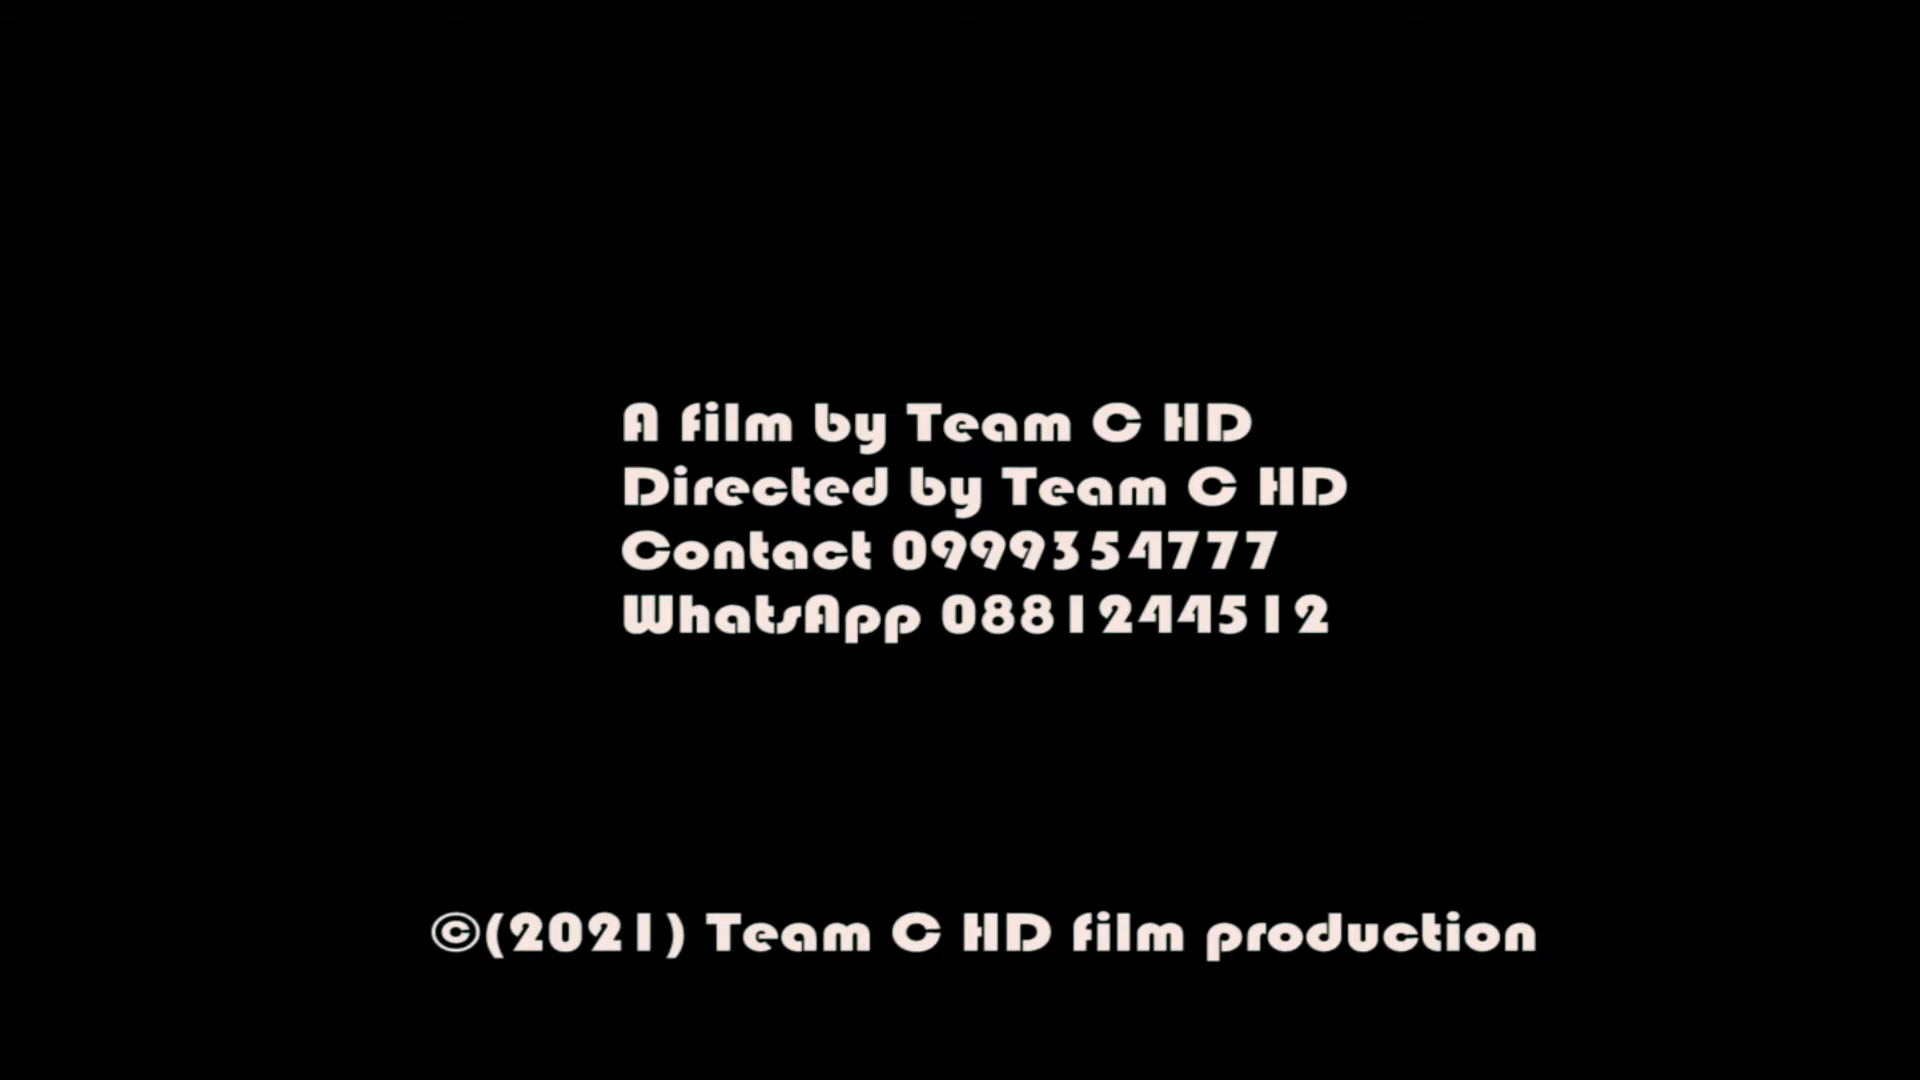 A film by Team C HD
Directed by Team C HD
Contact 0999354777
WhatsApp 0881244512
©(2021) Team C HD film production